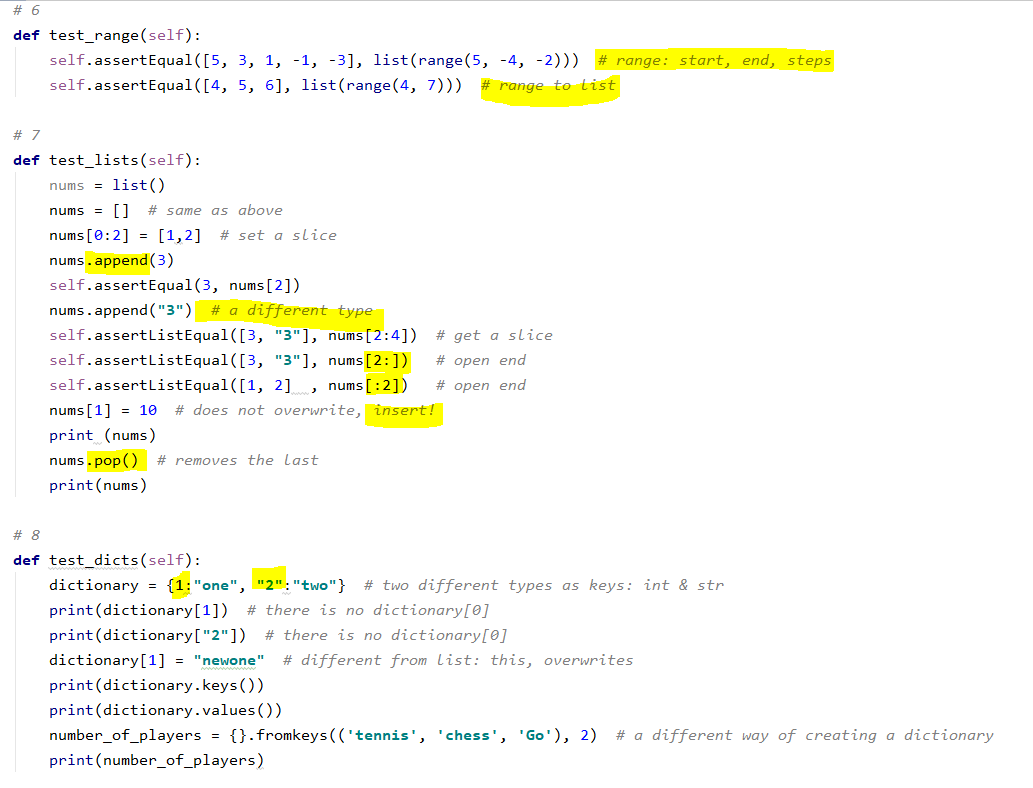 # 6
def test_range(self):
    self.assertEqual([5, 3, 1, -1, -3], list(range(5, -4, -2)))  # range: start, end, steps
    self.assertEqual([4, 5, 6], list(range(4, 7)))  # range to list
# 7
def test_lists(self):
    nums = list()
    nums = []  # same as above
    nums[0:2] = [1,2]  # set a slice
    nums.append(3)
    self.assertEqual(3, nums[2])
    nums.append("3")  # a different type
    self.assertListEqual([3, "3"], nums[2:4])  # get a slice
    self.assertListEqual([3, "3"], nums[2:])   # open end
    self.assertListEqual([1, 2]  , nums[:2])   # open end
    nums[1] = 10  # does not overwrite, insert!
    print (nums)
    nums.pop()  # removes the last
    print(nums)
# 8
def test_dicts(self):
    dictionary = {1:"one", "2":"two"}  # two different types as keys: int & str
    print(dictionary[1])  # there is no dictionary[0]
    print(dictionary["2"])  # there is no dictionary[0]
    dictionary[1] = "newone"  # different from list: this, overwrites
    print(dictionary.keys())
    print(dictionary.values())
    number_of_players = {}.fromkeys(('tennis', 'chess', 'Go'), 2)  # a different way of creating a dictionary
    print(number_of_players)